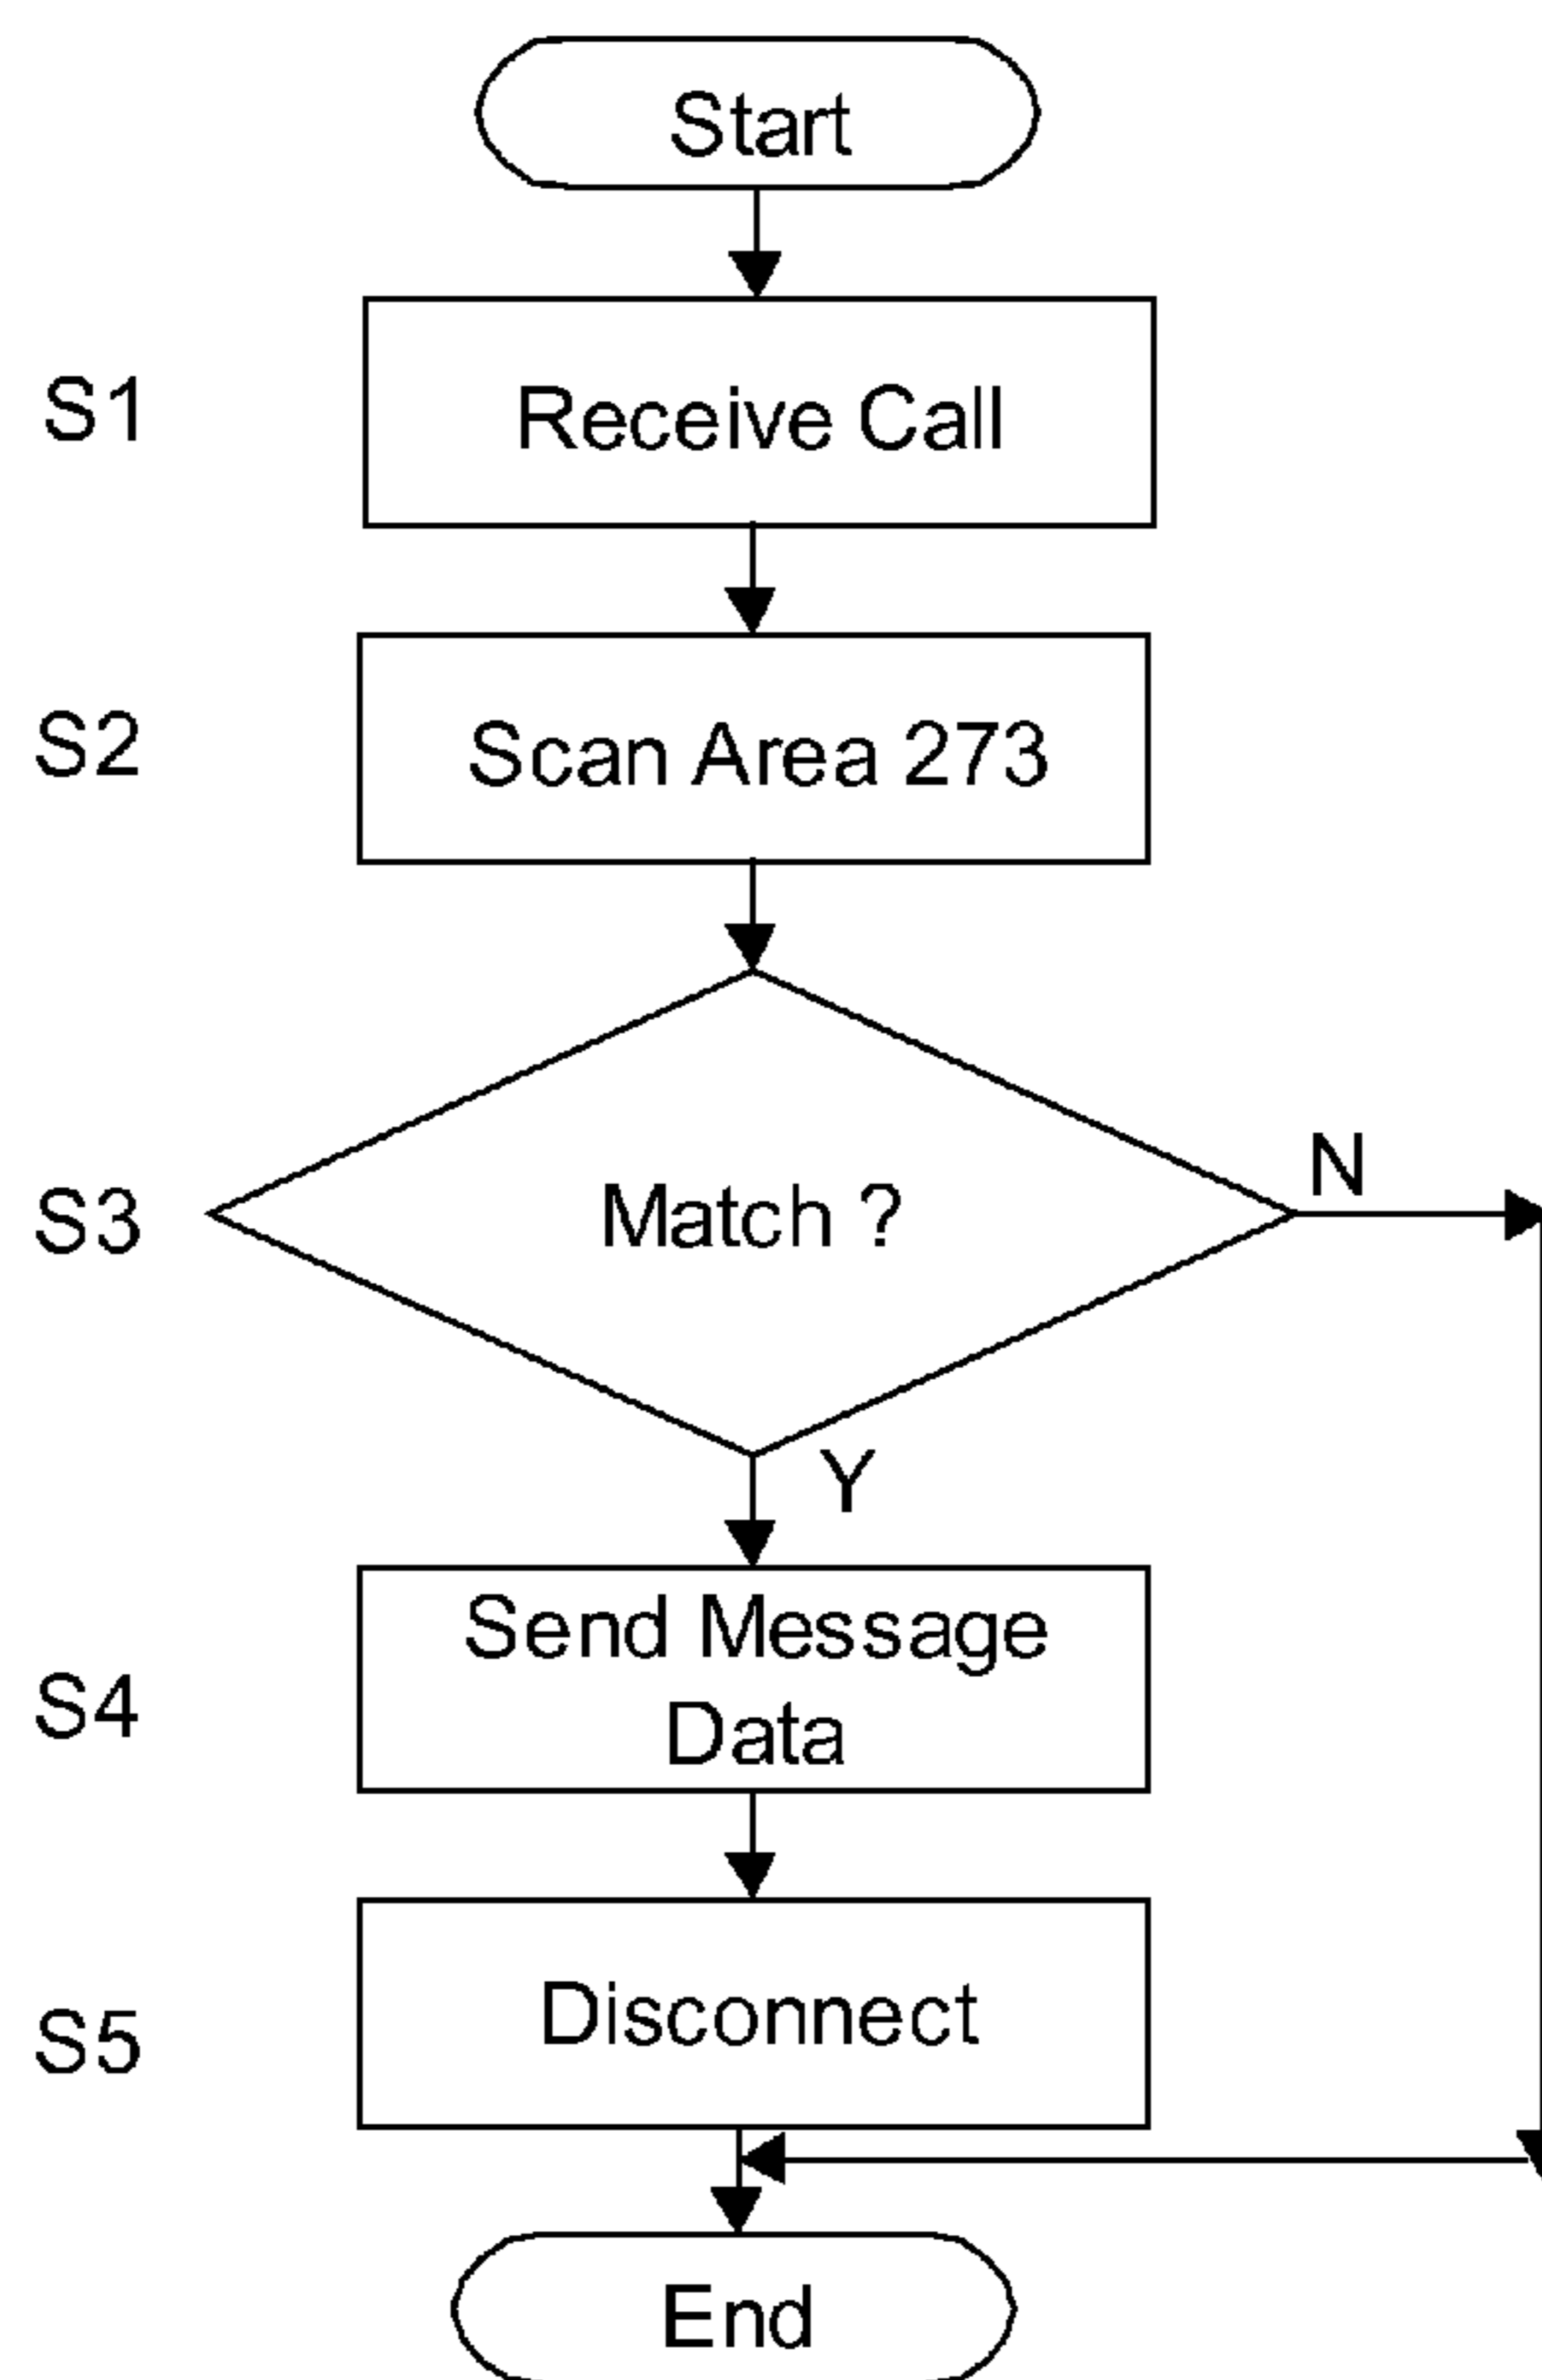 Start
S1
Receive Call
S2
Scan Area 273
S3
Match ?
N
Y
S4
Send Message
Data
S5
Disconnect
End